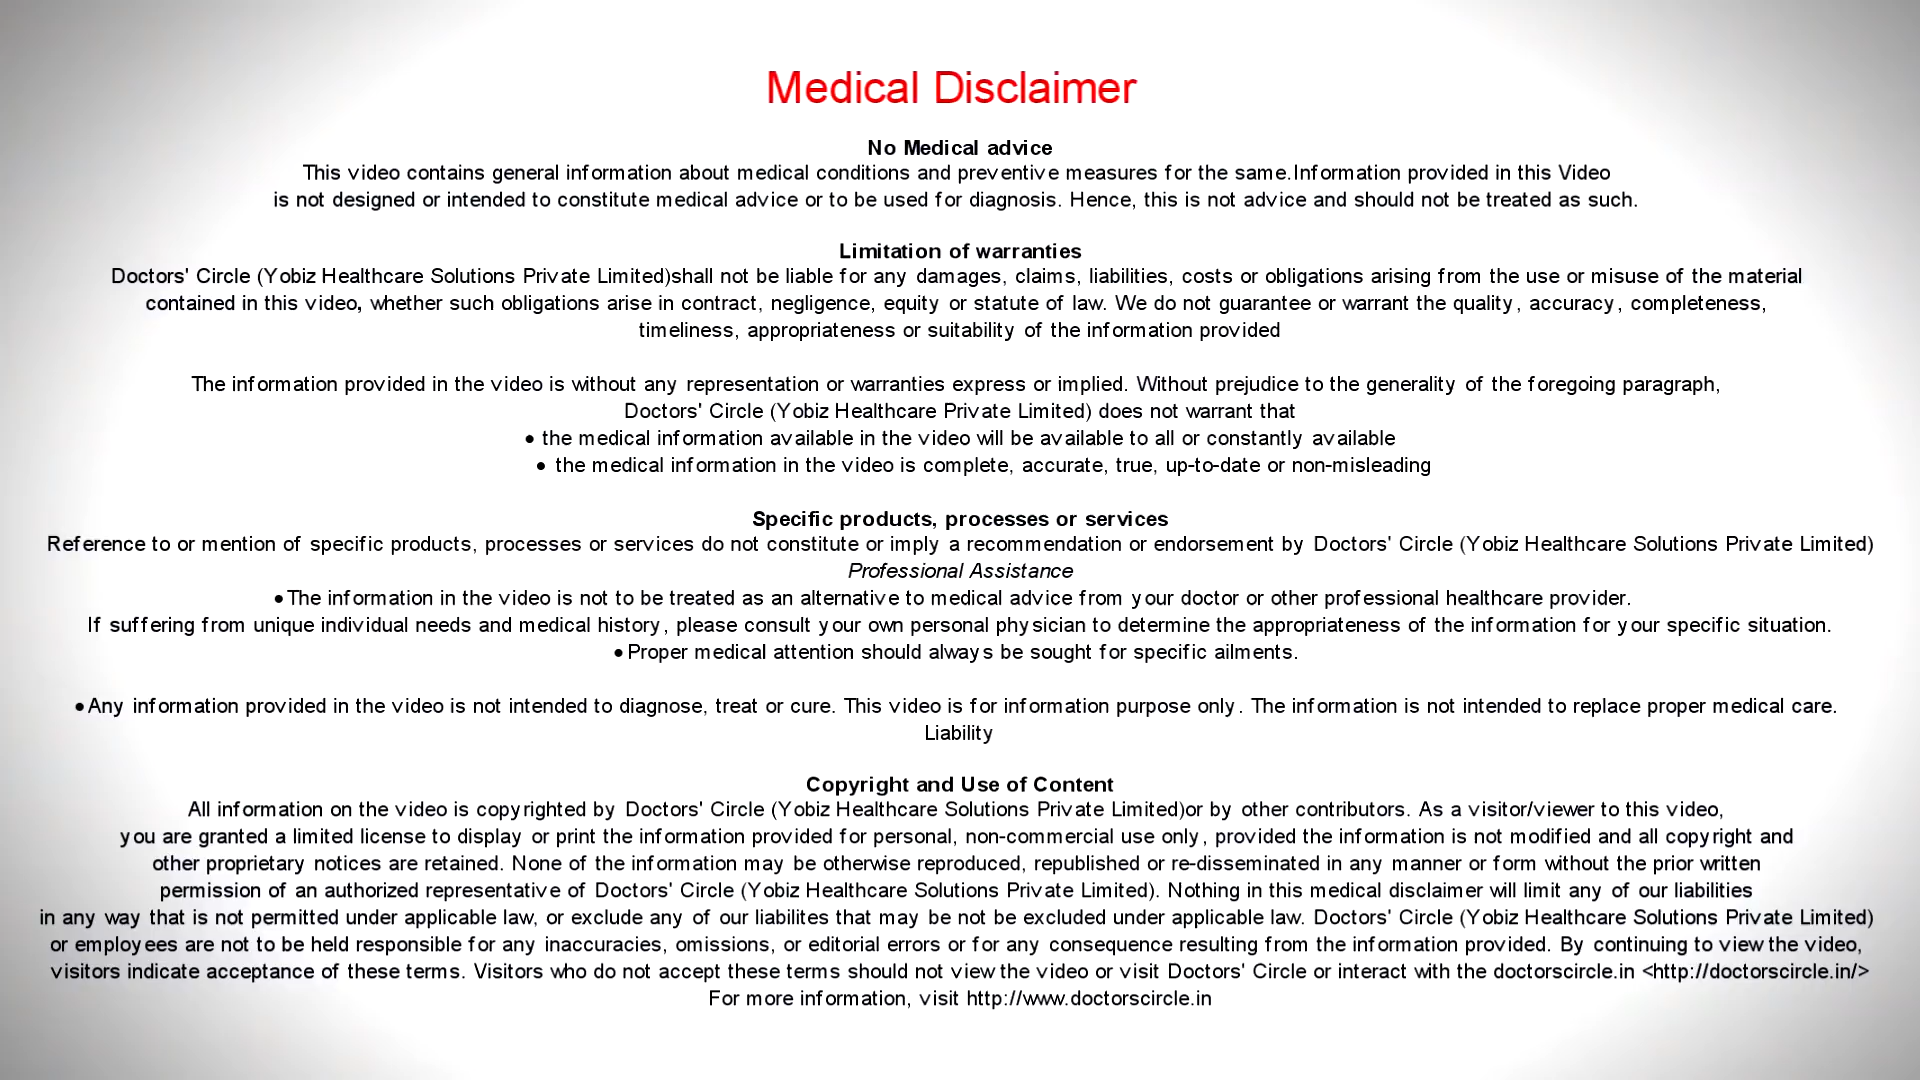 Medical Disclaimer
No Medical advice
This video contains general information about medical conditions and preventive measures for the same.Information provided in this Video
is not designed or intended to constitute medical advice or to be used for diagnosis. Hence, this is not advice and should not be treated as such.
Limitation of warranties
Doctors' Circle (Yobiz Healthcare Solutions Private Limited)shall not be liable for any damages, claims, liabilities, costs or obligations arising from the use or misuse of the material
contained in this video, whether such obligations arise in contract, negligence, equity or statute of law. We do not guarantee or warrant the quality, accuracy, completeness,
timeliness, appropriateness or suitability of the information provided
The information provided in the video is without any representation or warranties express or implied. Without prejudice to the generality of the foregoing paragraph,
Doctors' Circle (Yobiz Healthcare Private Limited) does not warrant that
• the medical information available in the video will be available to all or constantly available
• the medical information in the video is complete, accurate, true, up-to-date or non-misleading
Specific products, processes or services
Reference to or mention of specific products, processes or services do not constitute or imply a recommendation or endorsement by Doctors' Circle (Yobiz Healthcare Solutions Private Limited)
Professional Assistance
•The information in the video is not to be treated as an alternative to medical advice from your doctor or other professional healthcare provider.
If suffering from unique individual needs and medical history, please consult your own personal physician to determine the appropriateness of the information for your specific situation.
•Proper medical attention should always be sought for specific ailments.
•Any information provided in the video is not intended to diagnose, treat or cure. This video is for information purpose only. The information is not intended to replace proper medical care.
Liability
Copyright and Use of Content
All information on the video is copyrighted by Doctors' Circle (Yobiz Healthcare Solutions Private Limited)or by other contributors. As a visitor/viewer to this video,
you are granted a limited license to display or print the information provided for personal, non-commercial use only, provided the information is not modified and all copyright and
other proprietary notices are retained. None of the information may be otherwise reproduced, republished or re-disseminated in any manner or form without the prior written
permission of an authorized representative of Doctors' Circle (Yobiz Healthcare Solutions Private Limited). Nothing in this medical disclaimer will limit any of our liabilities
in any way that is not permitted under applicable law, or exclude any of our liabilites that may be not be excluded under applicable law. Doctors' Circle (Yobiz Healthcare Solutions Private Limited)
or employees are not to be held responsible for any inaccuracies, omissions, or editorial errors or for any consequence resulting from the information provided. By continuing to view the video,
visitors indicate acceptance of these terms. Visitors who do not accept these terms should not view the video or visit Doctors' Circle or interact with the doctorscircle.in <http://doctorscircle.in/>
For more information, visit http://www.doctorscircle.in